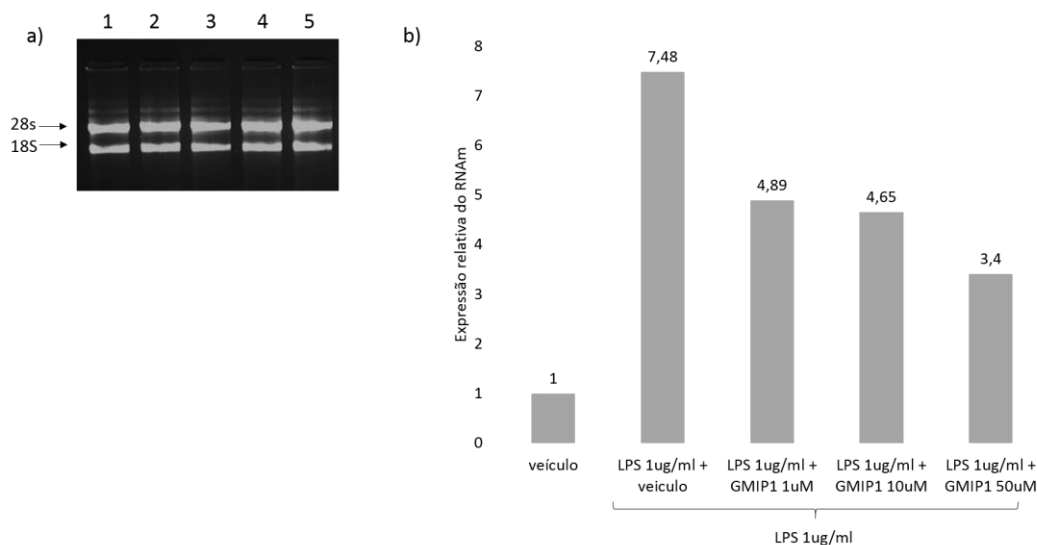 a)
1 2 3 4 5
28s
18S
b)
Expressão relativa do RNAm
8
7
6
5
4
3
2
1
0
1
7,48
4,89
4,65
3,4
veículo
LPS 1ug/ml +
veiculo
LPS 1ug/ml +
GMIP1 1uM
LPS 1ug/ml +
GMIP1 10uM
LPS 1ug/ml +
GMIP1 50uM
LPS 1ug/ml